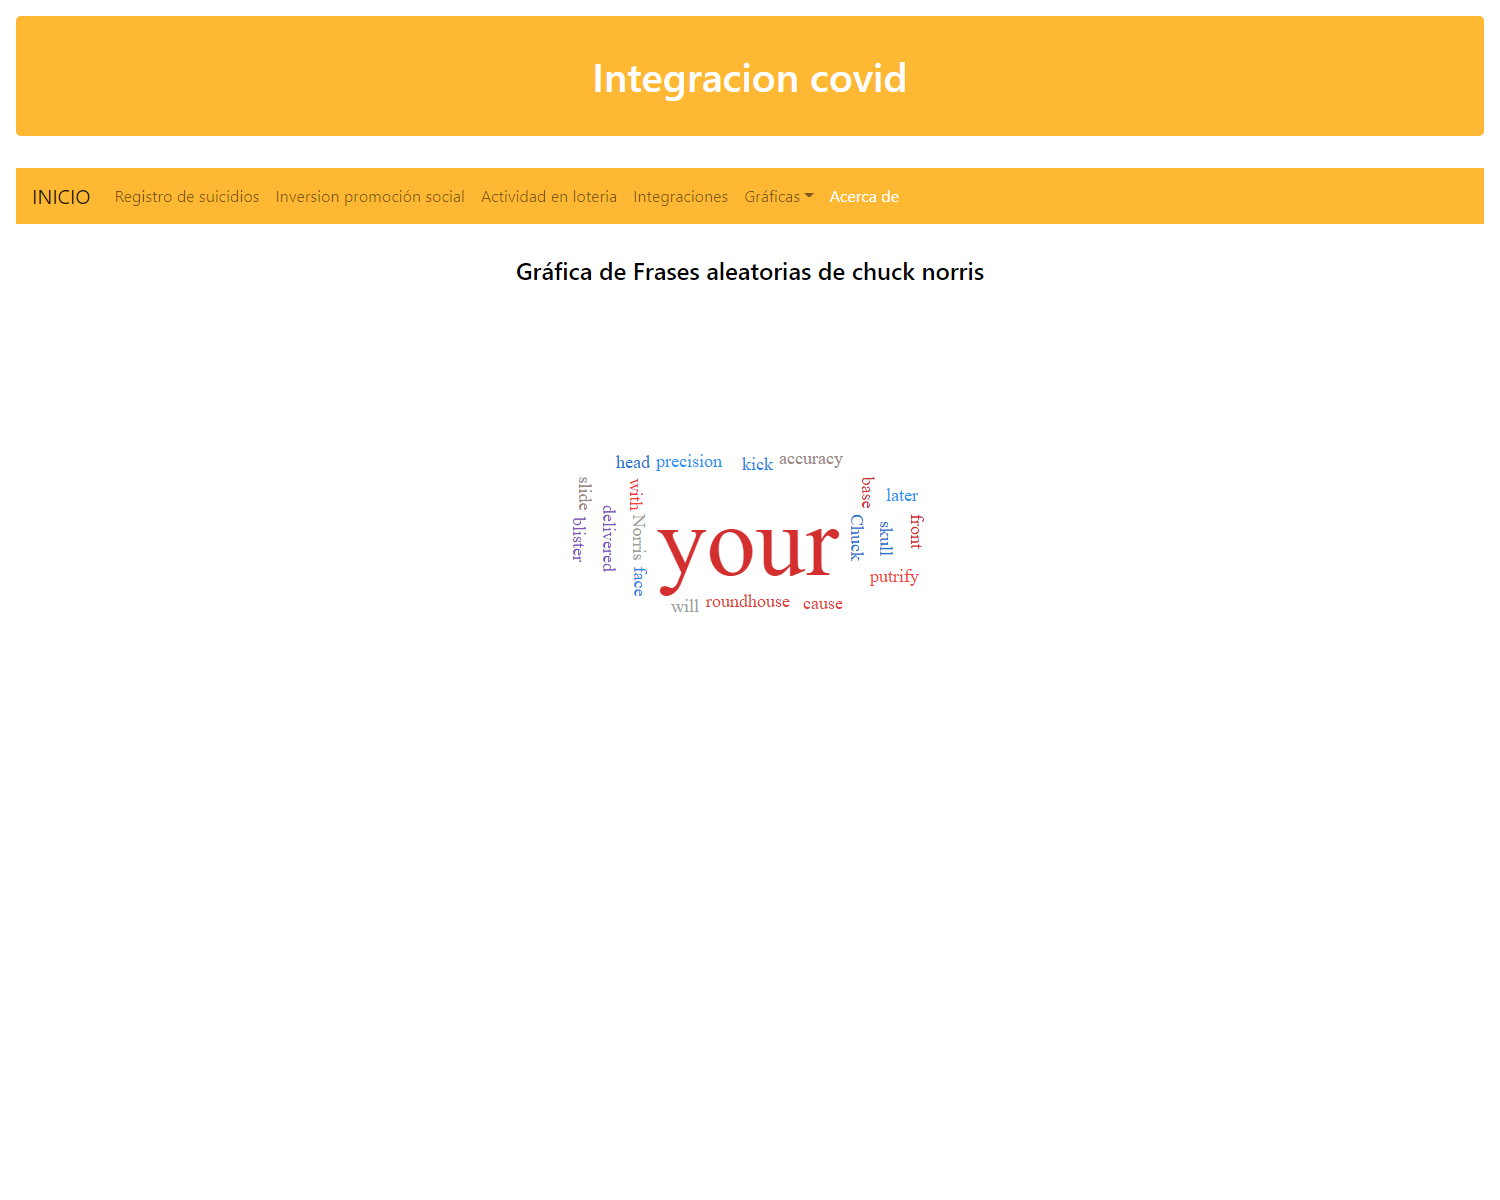 Integracion covid
INICIO Registro de suicidios Inversion promoción social Actividad en loteria Integraciones Gráficas Acerca de
Gráfica de Frases aleatorias de chuck norris
head precision kick accuracy
slide with base later
blister delivered Norris your Chuck skull front
face putrify
will roundhouse cause